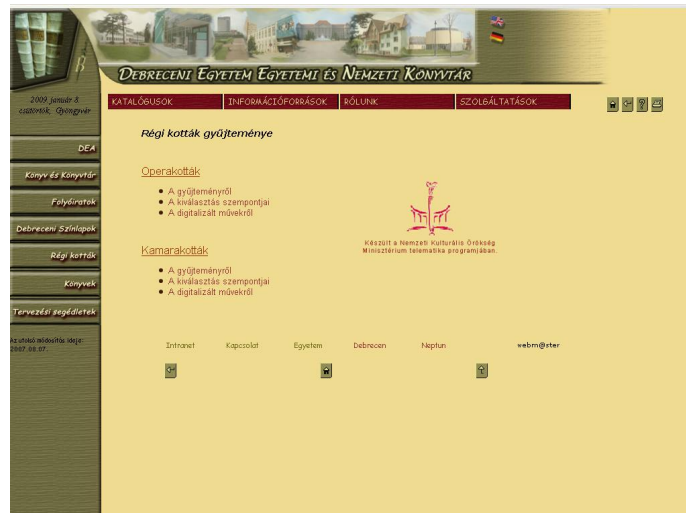 Debreceni Egyetem Egyetemi és Nemzeti Könyvtár
2009. január 8.
csütörtök, Gyöngyvér
KATALÓGUSOK
INFORMÁCIÓFORRÁSOK
RÓLUNK
SZOLGÁLTATÁSOK
Régi kották gyűjteménye
DEA
Könyv és Könyvtár
Folyóiratok
Debreceni Színlapok
Régi kották
Könyvek
Tervezési segédletek
Az utolsó módosítás ideje:
2007.08.07.
Operakották
A gyűjteményről
A kiválasztás szempontjai
A digitalizált művekről
Készült a Nemzeti Kulturális Örökség
Minisztérium telematika programjában.
Kamarakották
A gyűjteményről
A kiválasztás szempontjai
A digitalizált művekről
Intranet
Kapcsolat
Egyetem
Debrecen
Neptun
webm@ster